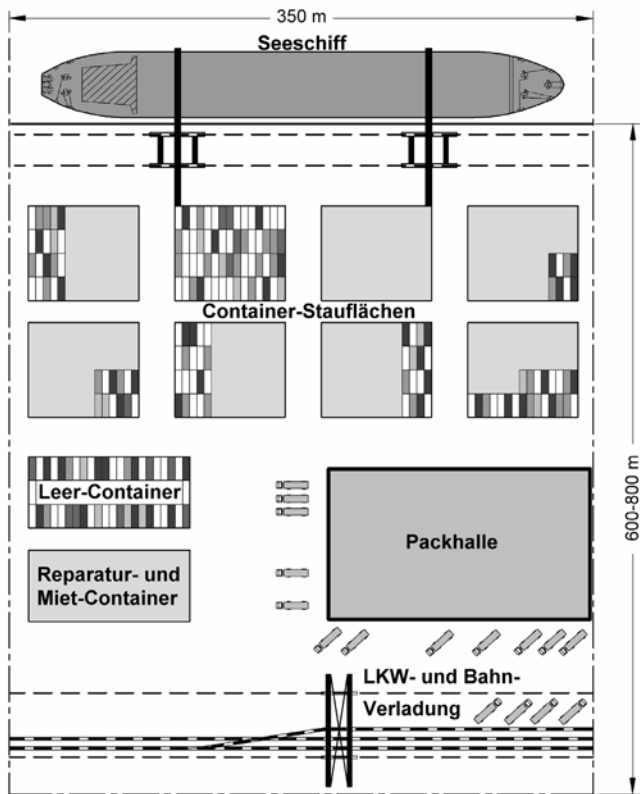 350 m
Seeschiff
Container-Stauflächen
Leer-Container
Packhalle
Reparatur- und
Miet-Container
600-800 m
LKW- und Bahn-
Verladung